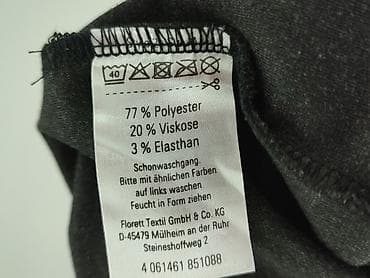 40
77 % Polyester
20 % Viskose
3 % Elasthan
Schonwaschgang.
Bitte mit ähnlichen Farben
auf links waschen
Feucht in Form ziehen
Florett Textil GmbH & Co. KG
D-45479 Mülheim an der Ruhr
Steineshoffweg 2
4 061461 851088